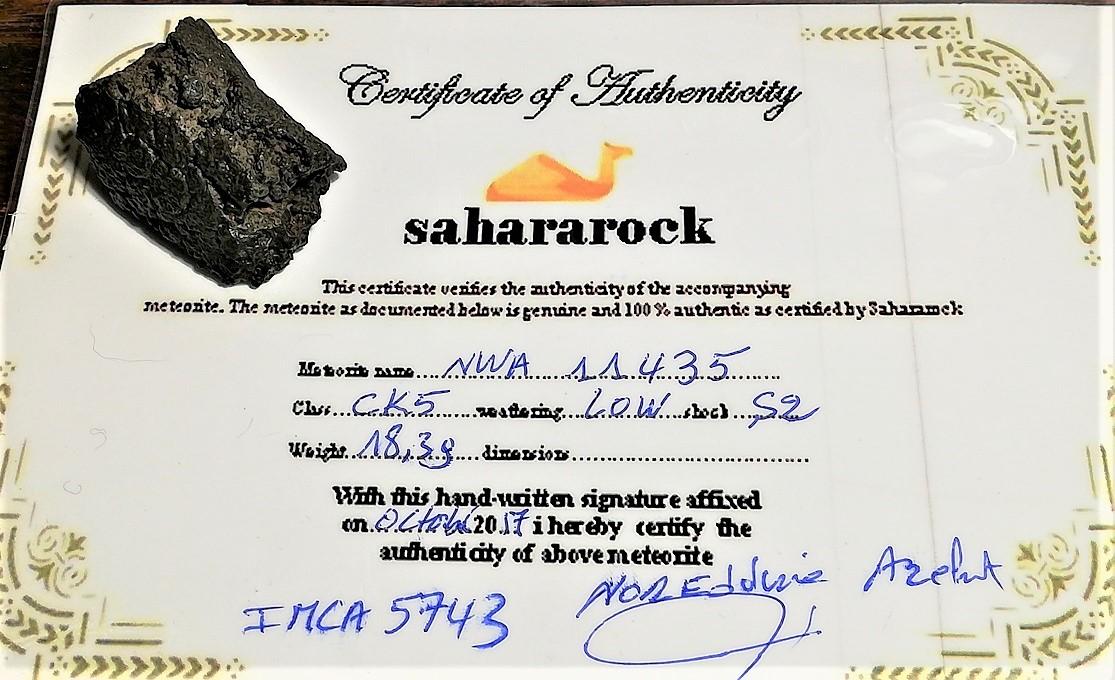 Certificate of Authenticity
sahararock
This certificate verifies the authenticity of the accompanying
meteorite. The meteorite as documented below is genuine and 100 % authentic as certified by Sahararock
Meteorite name....NWA 11435....
Class...CK5....weathering...LOW...shock...S2
Weight...18,3g....dimensions....
With this hand-written signature affixed
on...2017 i hereby certify the
authenticity of above meteorite
IMCA 5743